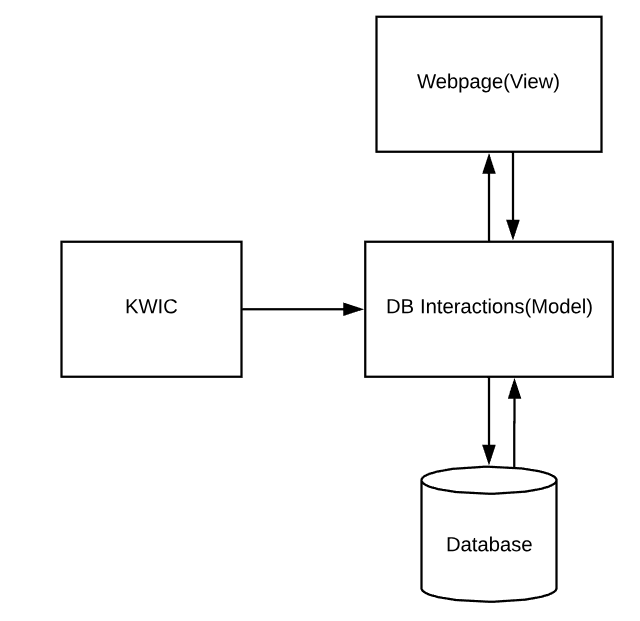 Webpage(View)
KWIC
DB Interactions(Model)
Database